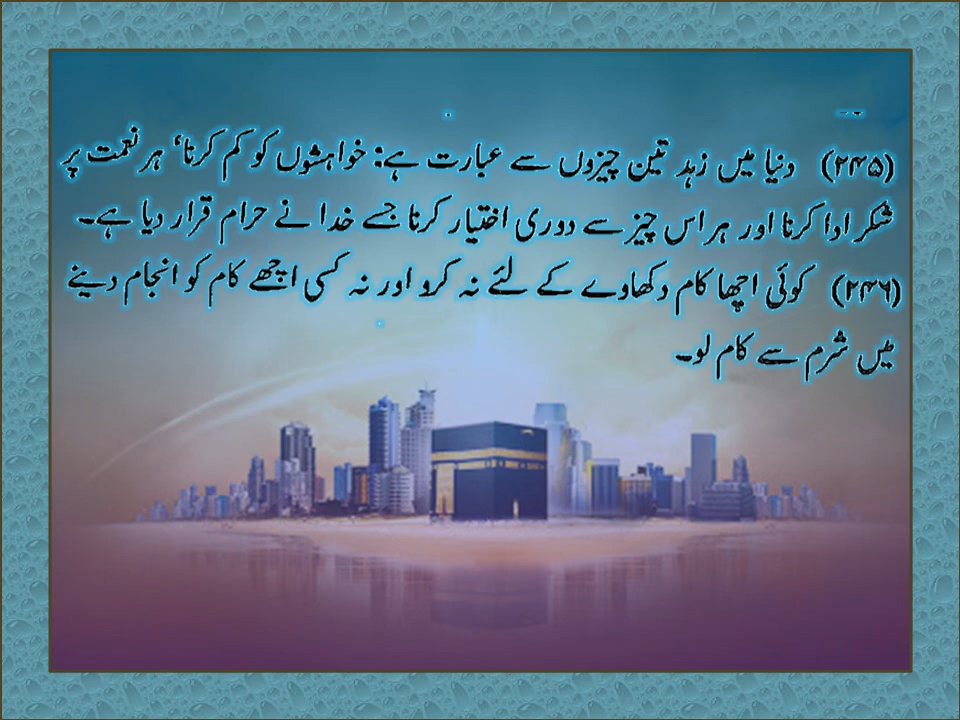 (۲۴۵) دنیا میں زہد تین چیزوں سے عبارت ہے: خواہشوں کو کم کرنا، ہر نعمت پر
شکر ادا کرنا اور ہر اس چیز سے دوری اختیار کرنا جسے خدا نے حرام قرار دیا ہے۔
(۲۴۶) کوئی اچھا کام دکھاوے کے لئے نہ کرو اور نہ کسی اچھے کام کو انجام دینے
میں شرم سے کام لو۔